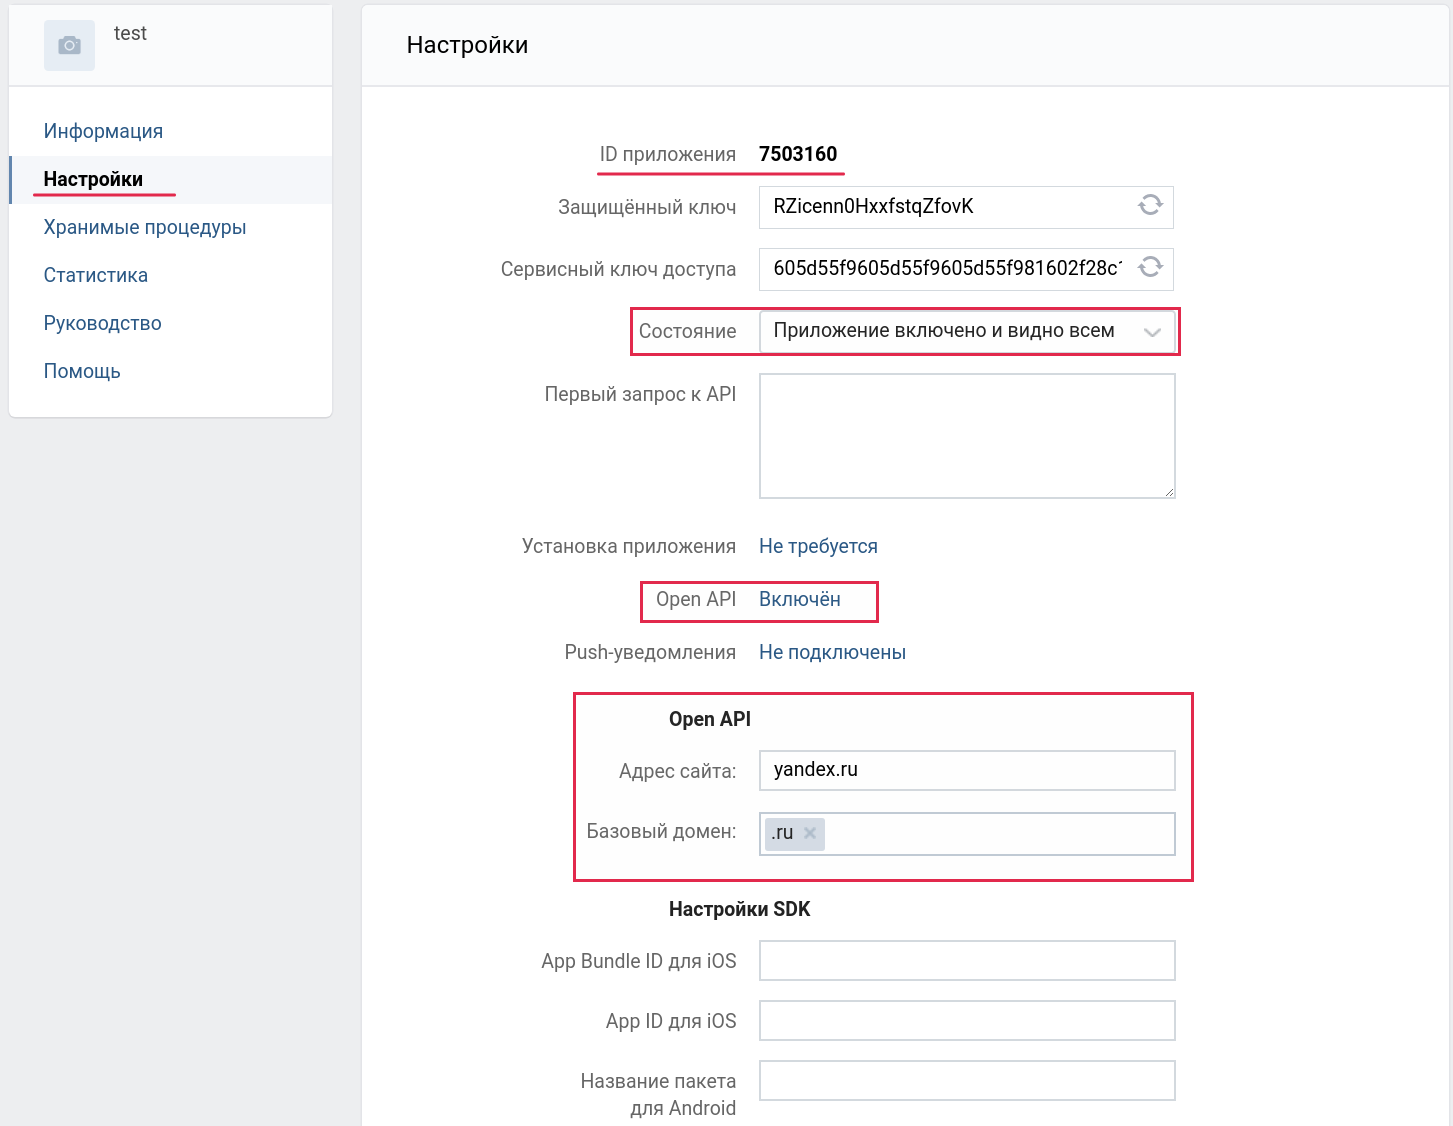 test
Информация
Настройки
Хранимые процедуры
Статистика
Руководство
Помощь
Настройки
ID приложения 7503160
Защищённый ключ RZicenn0HxxfstqZfovK
Сервисный ключ доступа 605d55f9605d55f9605d55f981602f28c1
Состояние Приложение включено и видно всем
Первый запрос к API
Установка приложения Не требуется
Open API Включён
Push-уведомления Не подключены
Open API
Адрес сайта: yandex.ru
Базовый домен: .ru
Настройки SDK
App Bundle ID для iOS
App ID для iOS
Название пакета
для Android